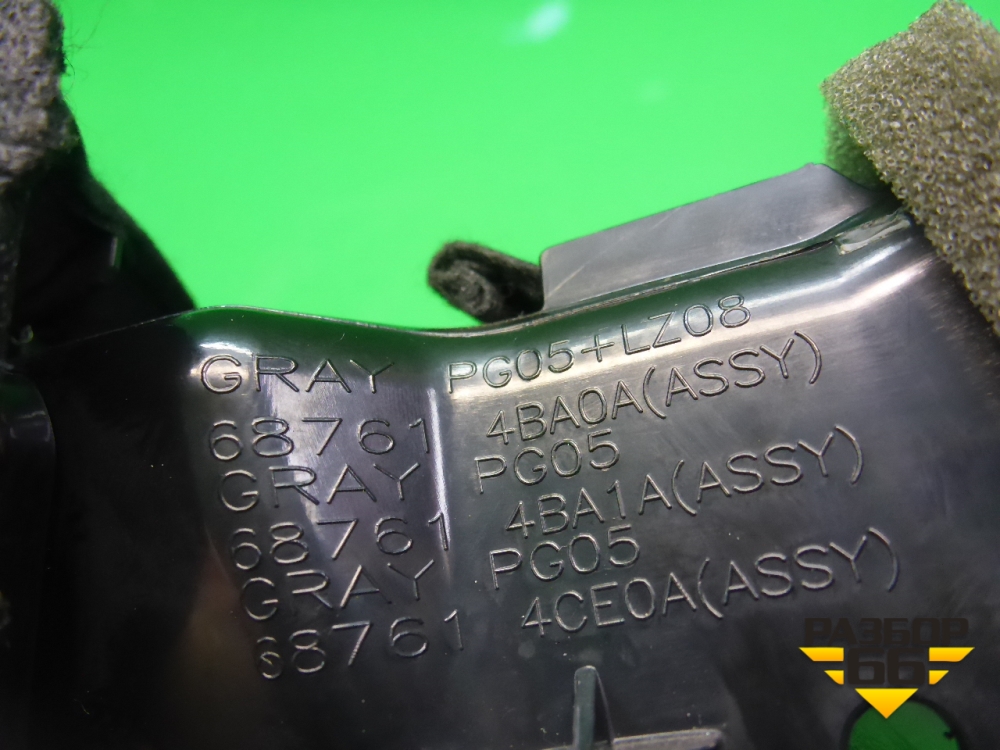 GRAY PG05+LZ08
68761 4BA0A(ASSY)
GRAY PG05
68761 4BA1A(ASSY)
GRAY PG05
68761 4CE0A(ASSY)
РАЗБОР
66